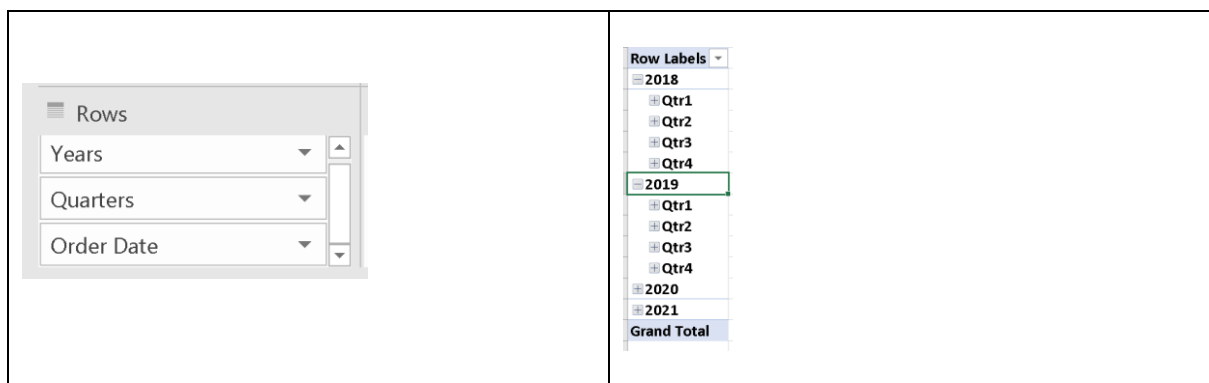 Rows
Years
Quarters
Order Date
Row Labels
2018
Qtr1
Qtr2
Qtr3
Qtr4
2019
Qtr1
Qtr2
Qtr3
Qtr4
2020
2021
Grand Total